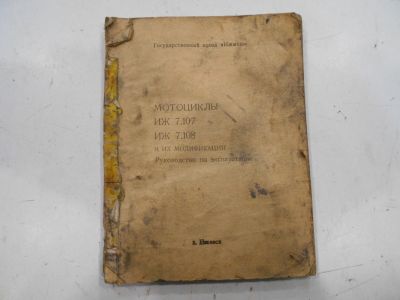 Государственный завод «Ижмаш»
МОТОЦИКЛЫ
ИЖ 7.107
ИЖ 7.108
и их модификации
Руководство по эксплуатации
г. Ижевск